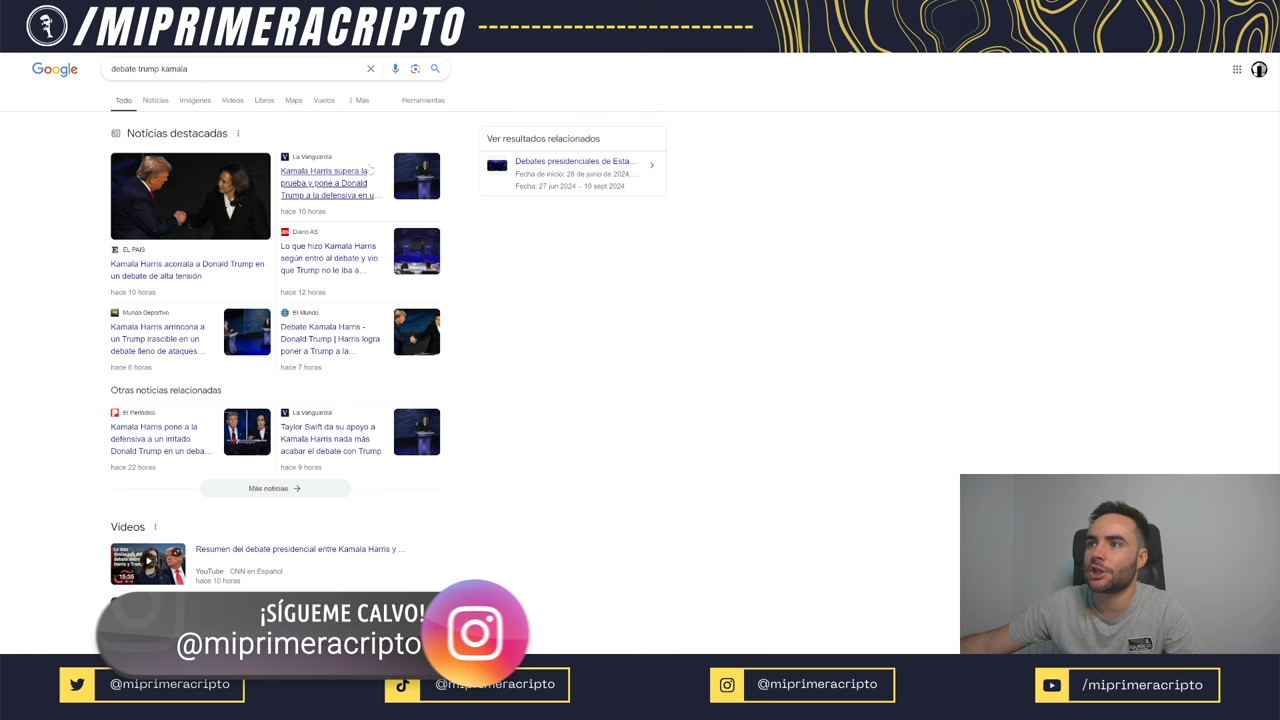 /MIPRIMERACRIPTO
Google
debate trump kamala
Todo
Noticias
Imágenes
Vídeos
Libros
Maps
Vuelos
Más
Herramientas
Noticias destacadas
EL PAÍS
Kamala Harris acorrala a Donald Trump en
un debate de alta tensión
hace 10 horas
La Vanguardia
Kamala Harris supera la
prueba y pone a Donald
Trump a la defensiva en u...
hace 10 horas
Diario AS
Lo que hizo Kamala Harris
según entró al debate y vio
que Trump no le iba a...
hace 12 horas
Mundo Deportivo
Kamala Harris arrincona a
un Trump irascible en un
debate lleno de ataques...
hace 6 horas
El Mundo
Debate Kamala Harris -
Donald Trump | Harris logra
poner a Trump a la...
hace 7 horas
Otras noticias relacionadas
El Periódico
Kamala Harris pone a la
defensiva a un irritado
Donald Trump en un deba...
hace 22 horas
La Vanguardia
Taylor Swift da su apoyo a
Kamala Harris nada más
acabar el debate con Trump
hace 9 horas
Más noticias
Ver resultados relacionados
Debates presidenciales de Esta...
Fecha de inicio: 28 de junio de 2024, ...
Fecha: 27 jun 2024 – 10 sept 2024
Vídeos
15:35
Resumen del debate presidencial entre Kamala Harris y ...
YouTube · CNN en Español
hace 10 horas
¡SÍGUEME CALVO!
@miprimeracripto
@miprimeracripto
@miprimeracripto
@miprimeracripto
/miprimeracripto